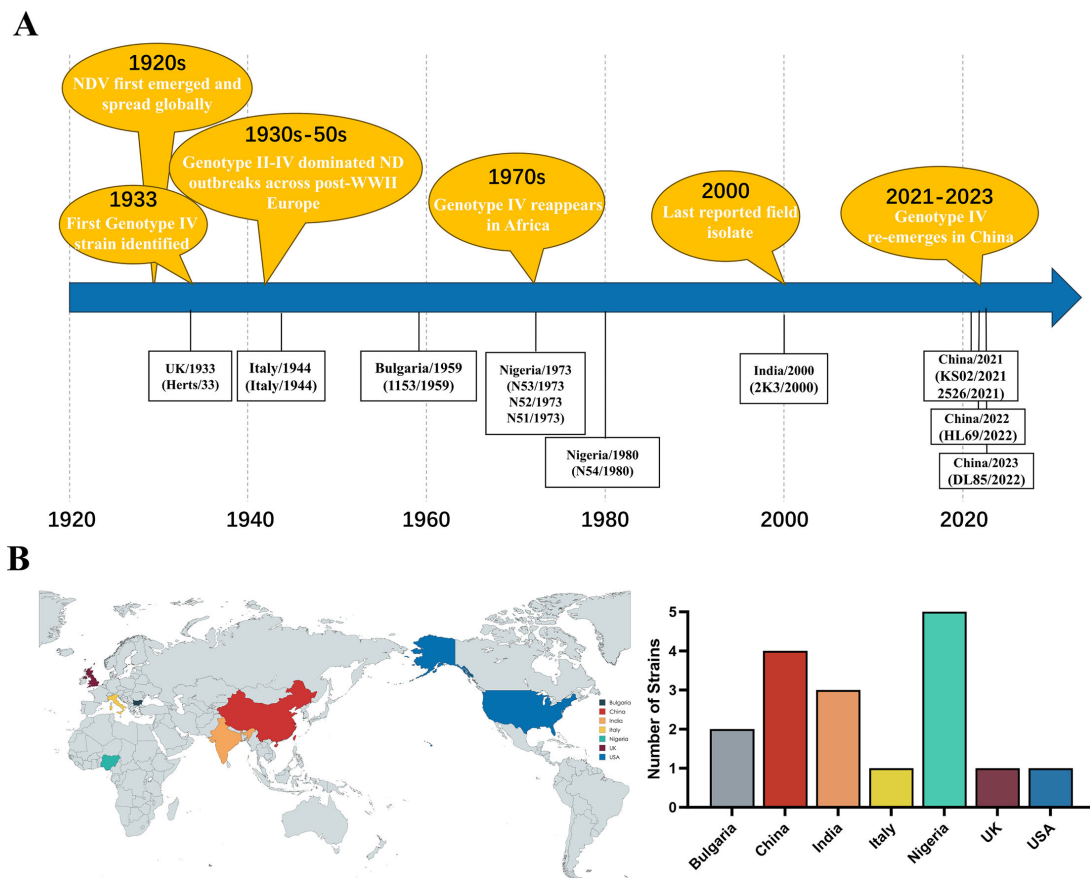 A
1920s
NDV first emerged and
spread globally
1930s-50s
Genotype II-IV dominated ND
outbreaks across post-WWII
Europe
1933
First Genotype IV
strain identified
1970s
Genotype IV reappears
in Africa
2000
Last reported field
isolate
2021-2023
Genotype IV
re-emerges in China
UK/1933
(Herts/33)
Italy/1944
(Italy/1944)
Bulgaria/1959
(1153/1959)
Nigeria/1973
(N53/1973
N52/1973
N51/1973)
Nigeria/1980
(N54/1980)
India/2000
(2K3/2000)
China/2021
(KS02/2021
2526/2021)
China/2022
(HL69/2022)
China/2023
(DL85/2022)
1920
1940
1960
1980
2000
2020
B
Bulgaria
China
India
Italy
Nigeria
UK
USA
Number of Strains
5
4
3
2
1
0
Bulgaria
China
India
Italy
Nigeria
UK
USA